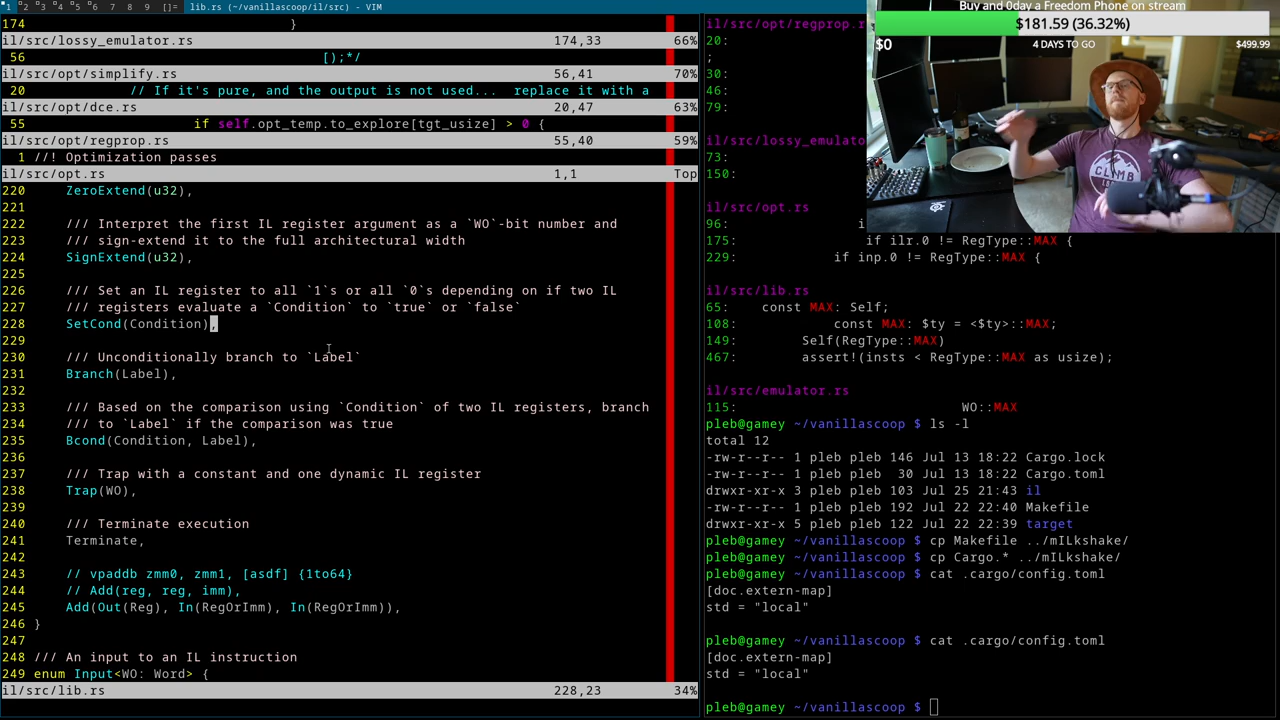 1 2 3 4 5 6 7 8 9 []= lib.rs (~/vanillascoop/il/src) - VIM
174 }
il/src/lossy_emulator.rs 174,33 66%
56 [);*/
il/src/opt/simplify.rs 56,41 70%
20 // If it's pure, and the output is not used... replace it with a
il/src/opt/dce.rs 20,47 63%
55 if self.opt_temp.to_explore[tgt_usize] > 0 {
il/src/opt/regprop.rs 55,40 59%
1 //! Optimization passes
il/src/opt.rs 1,1 Top
220 ZeroExtend(u32),
221
222 /// Interpret the first IL register argument as a `WO`-bit number and
223 /// sign-extend it to the full architectural width
224 SignExtend(u32),
225
226 /// Set an IL register to all `1`s or all `0`s depending on if two IL
227 /// registers evaluate a `Condition` to `true` or `false`
228 SetCond(Condition),
229
230 /// Unconditionally branch to `Label`
231 Branch(Label),
232
233 /// Based on the comparison using `Condition` of two IL registers, branch
234 /// to `Label` if the comparison was true
235 Bcond(Condition, Label),
236
237 /// Trap with a constant and one dynamic IL register
238 Trap(WO),
239
240 /// Terminate execution
241 Terminate,
242
243 // vpaddb zmm0, zmm1, [asdf] {1to64}
244 // Add(reg, reg, imm),
245 Add(Out(Reg), In(RegOrImm), In(RegOrImm)),
246 }
247
248 /// An input to an IL instruction
249 enum Input<WO: Word> {
il/src/lib.rs 228,23 34%
il/src/opt/regprop.r
20:
;
30:
46:
79:
il/src/lossy_emulato
73:
150:
il/src/opt.rs
96: i
175: if ilr.0 != RegType::MAX {
229: if inp.0 != RegType::MAX {
il/src/lib.rs
65: const MAX: Self;
108: const MAX: $ty = <$ty>::MAX;
149: Self(RegType::MAX)
467: assert!(insts < RegType::MAX as usize);
il/src/emulator.rs
115: WO::MAX
pleb@gamey ~/vanillascoop $ ls -l
total 12
-rw-r--r-- 1 pleb pleb 146 Jul 13 18:22 Cargo.lock
-rw-r--r-- 1 pleb pleb 30 Jul 13 18:22 Cargo.toml
drwxr-xr-x 3 pleb pleb 103 Jul 25 21:43 il
-rw-r--r-- 1 pleb pleb 192 Jul 22 22:40 Makefile
drwxr-xr-x 5 pleb pleb 122 Jul 22 22:39 target
pleb@gamey ~/vanillascoop $ cp Makefile ../mILkshake/
pleb@gamey ~/vanillascoop $ cp Cargo.* ../mILkshake/
pleb@gamey ~/vanillascoop $ cat .cargo/config.toml
[doc.extern-map]
std = "local"
pleb@gamey ~/vanillascoop $ cat .cargo/config.toml
[doc.extern-map]
std = "local"
pleb@gamey ~/vanillascoop $
Buy and 0day a Freedom Phone on stream
$181.59 (36.32%)
$0 4 DAYS TO GO $499.99
CLIMB